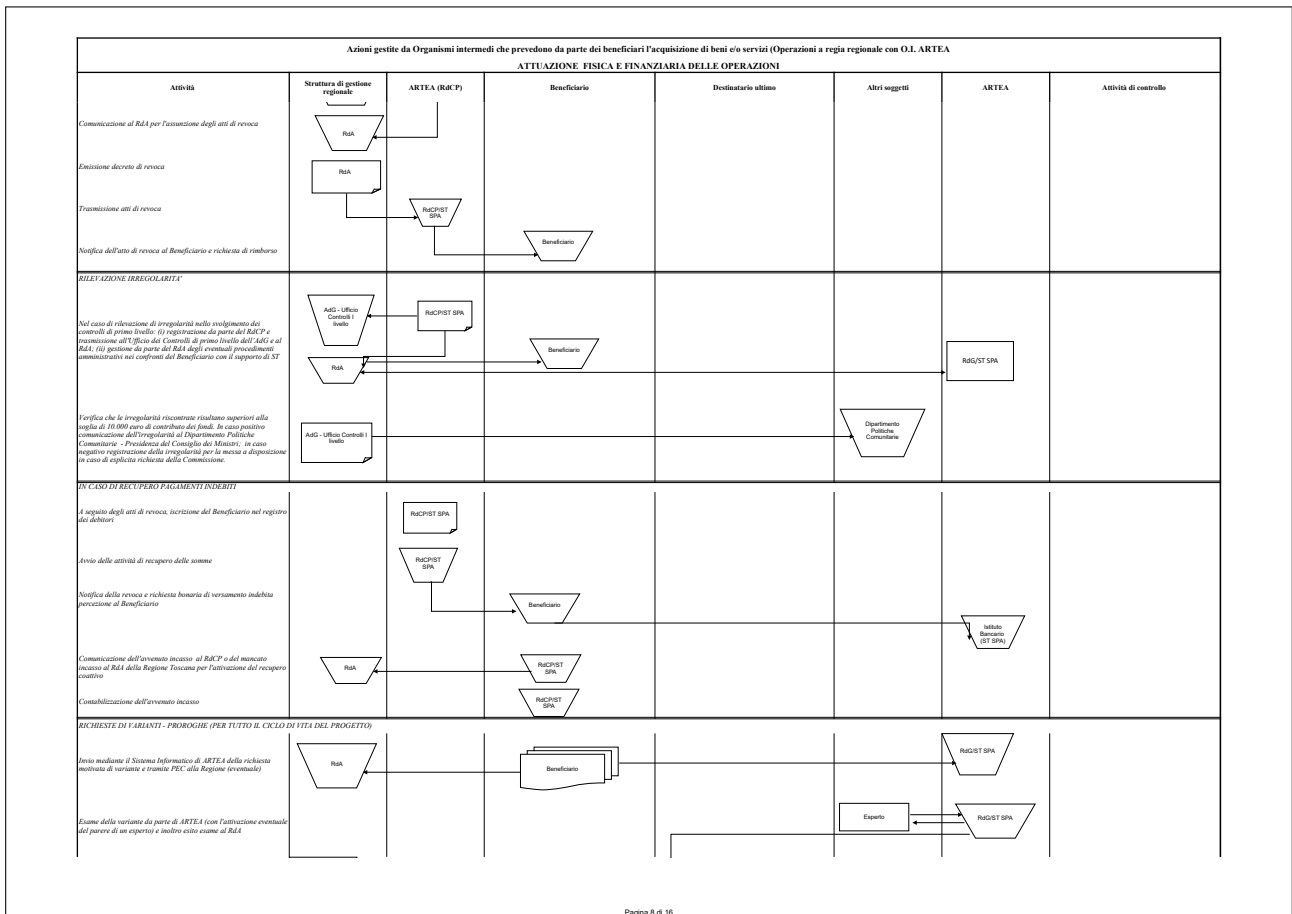 Azioni gestite da Organismi intermedi che prevedono da parte dei beneficiari l'acquisizione di beni e/o servizi (Operazioni a regia regionale con O.I. ARTEA
ATTUAZIONE FISICA E FINANZIARIA DELLE OPERAZIONI
Attività
Struttura di gestione
regionale
ARTEA (RdCP)
Beneficiario
Destinatario ultimo
Altri soggetti
ARTEA
Attività di controllo
Comunicazione al RdA per l'assunzione degli atti di revoca
RdA
Emissione decreto di revoca
RdA
Trasmissione atti di revoca
RdCP/ST
SPA
Notifica dell'atto di revoca al Beneficiario e richiesta di rimborso
Beneficiario
RILEVAZIONE IRREGOLARITA'
Nel caso di rilevazione di irregolarità nello svolgimento dei
controlli di primo livello: (i) registrazione da parte del RdCP e
trasmissione all'Ufficio dei Controlli di primo livello dell'AdG e al
RdA; (ii) gestione da parte del RdA degli eventuali procedimenti
amministrativi nei confronti del Beneficiario con il supporto di ST
AdG - Ufficio
Controlli I
livello
RdCP/ST SPA
RdA
Beneficiario
RdG/ST SPA
Verifica che le irregolarità riscontrate risultano superiori alla
soglia di 10.000 euro di contributo dei fondi. In caso positivo
comunicazione dell'irregolarità al Dipartimento Politiche
Comunitarie - Presidenza del Consiglio dei Ministri; in caso
negativo registrazione della irregolarità per la messa a disposizione
in caso di esplicita richiesta della Commissione.
AdG - Ufficio Controlli I
livello
Dipartimento
Politiche
Comunitarie
IN CASO DI RECUPERO PAGAMENTI INDEBITI
A seguito degli atti di revoca, iscrizione del Beneficiario nel registro
dei debitori
RdCP/ST SPA
Avvio delle attività di recupero delle somme
RdCP/ST
SPA
Notifica della revoca e richiesta bonaria di versamento indebita
percezione al Beneficiario
Beneficiario
Istituto
Bancario
(ST SPA)
Comunicazione dell'avvenuto incasso al RdCP o del mancato
incasso al RdA della Regione Toscana per l'attivazione del recupero
coattivo
RdA
RdCP/ST
SPA
Contabilizzazione dell'avvenuto incasso
RdCP/ST
SPA
RICHIESTE DI VARIANTI - PROROGHE (PER TUTTO IL CICLO DI VITA DEL PROGETTO)
Invio mediante il Sistema Informatico di ARTEA della richiesta
motivata di variante e tramite PEC alla Regione (eventuale)
RdA
Beneficiario
RdG/ST SPA
Esame della variante da parte di ARTEA (con l'attivazione eventuale
del parere di un esperto) e inoltro esito esame al RdA
Esperto
RdG/ST SPA
Pagina 8 di 16